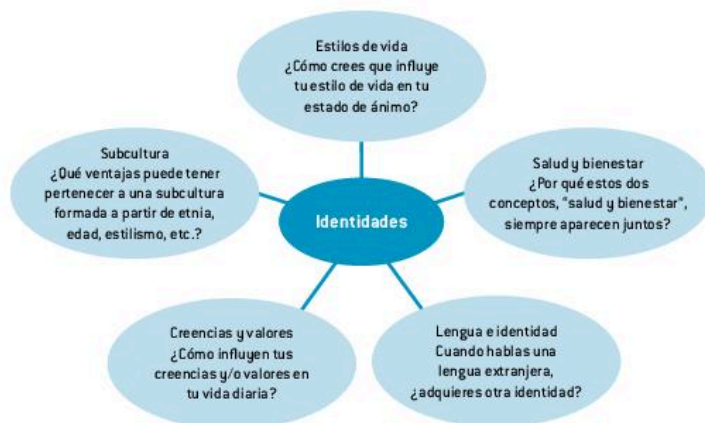 Estilos de vida
¿Cómo crees que influye
tu estilo de vida en tu
estado de ánimo?
Subcultura
¿Qué ventajas puede tener
pertenecer a una subcultura
formada a partir de etnia,
edad, estilismo, etc.?
Salud y bienestar
¿Por qué estos dos
conceptos, "salud y bienestar",
siempre aparecen juntos?
Identidades
Creencias y valores
¿Cómo influyen tus
creencias y/o valores en
tu vida diaria?
Lengua e identidad
Cuando hablas una
lengua extranjera,
¿adquieres otra identidad?